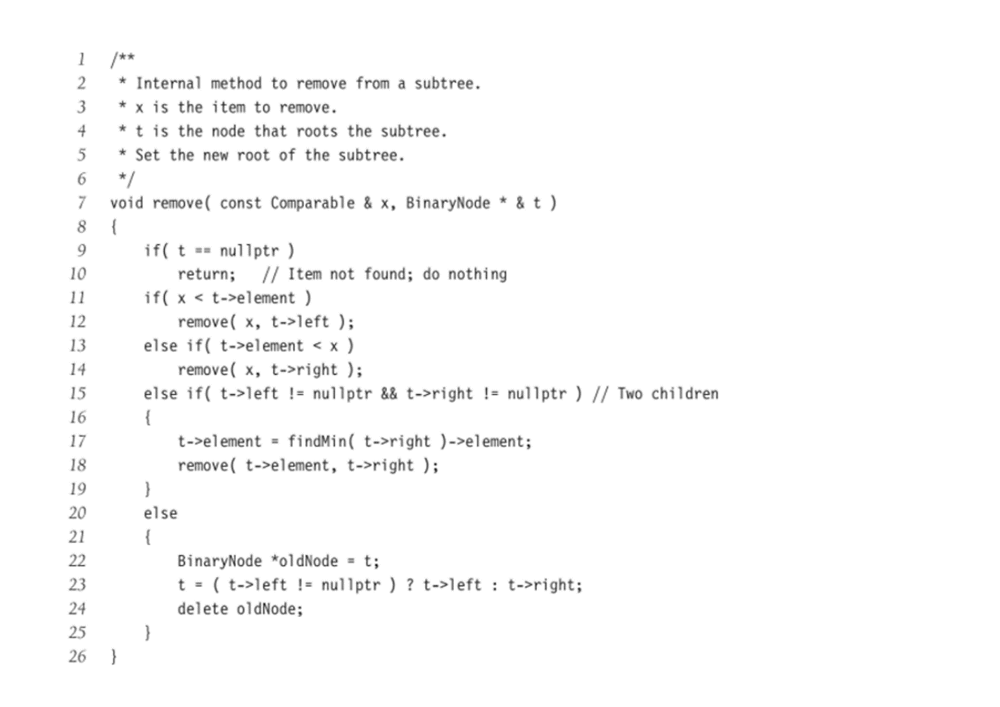 1 /**
2  * Internal method to remove from a subtree.
3  * x is the item to remove.
4  * t is the node that roots the subtree.
5  * Set the new root of the subtree.
6  */
7 void remove( const Comparable & x, BinaryNode * & t )
8 {
9     if( t == nullptr )
10         return;   // Item not found; do nothing
11     if( x < t->element )
12         remove( x, t->left );
13     else if( t->element < x )
14         remove( x, t->right );
15     else if( t->left != nullptr && t->right != nullptr ) // Two children
16     {
17         t->element = findMin( t->right )->element;
18         remove( t->element, t->right );
19     }
20     else
21     {
22         BinaryNode *oldNode = t;
23         t = ( t->left != nullptr ) ? t->left : t->right;
24         delete oldNode;
25     }
26 }